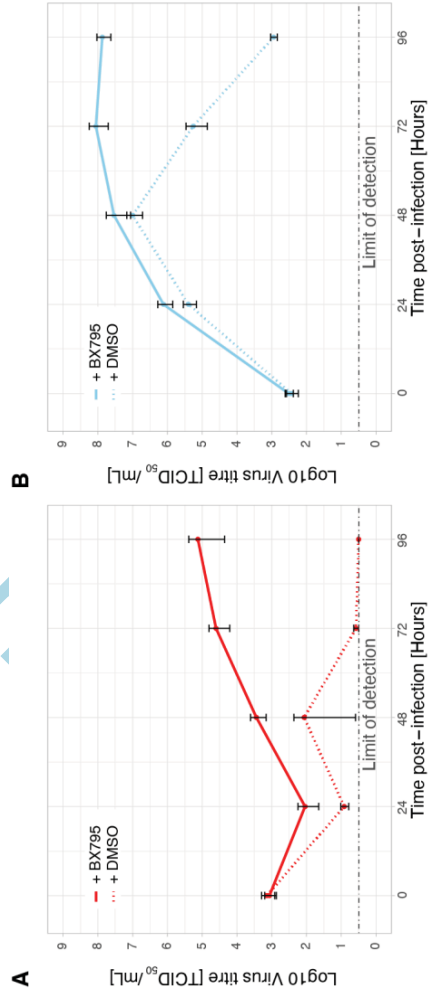 A
+ BX795
+ DMSO
Log10 Virus titre [TCID50/mL]
9
8
7
6
5
4
3
2
1
0
Limit of detection
0
24
48
72
96
Time post-infection [Hours]
B
+ BX795
+ DMSO
Log10 Virus titre [TCID50/mL]
9
8
7
6
5
4
3
2
1
0
Limit of detection
0
24
48
72
96
Time post-infection [Hours]